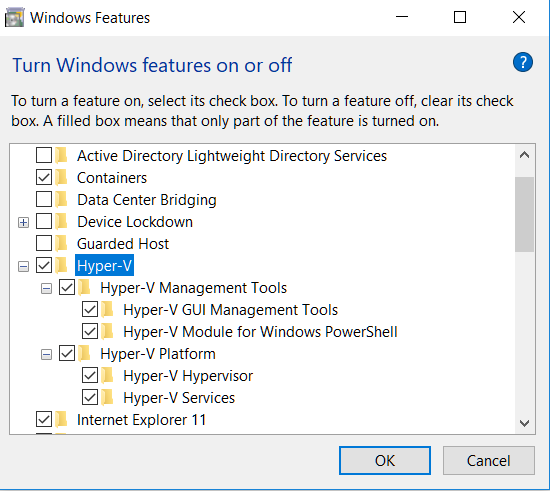 Windows Features
Turn Windows features on or off
?
To turn a feature on, select its check box. To turn a feature off, clear its check
box. A filled box means that only part of the feature is turned on.
Active Directory Lightweight Directory Services
Containers
Data Center Bridging
Device Lockdown
Guarded Host
Hyper-V
Hyper-V Management Tools
Hyper-V GUI Management Tools
Hyper-V Module for Windows PowerShell
Hyper-V Platform
Hyper-V Hypervisor
Hyper-V Services
Internet Explorer 11
OK
Cancel